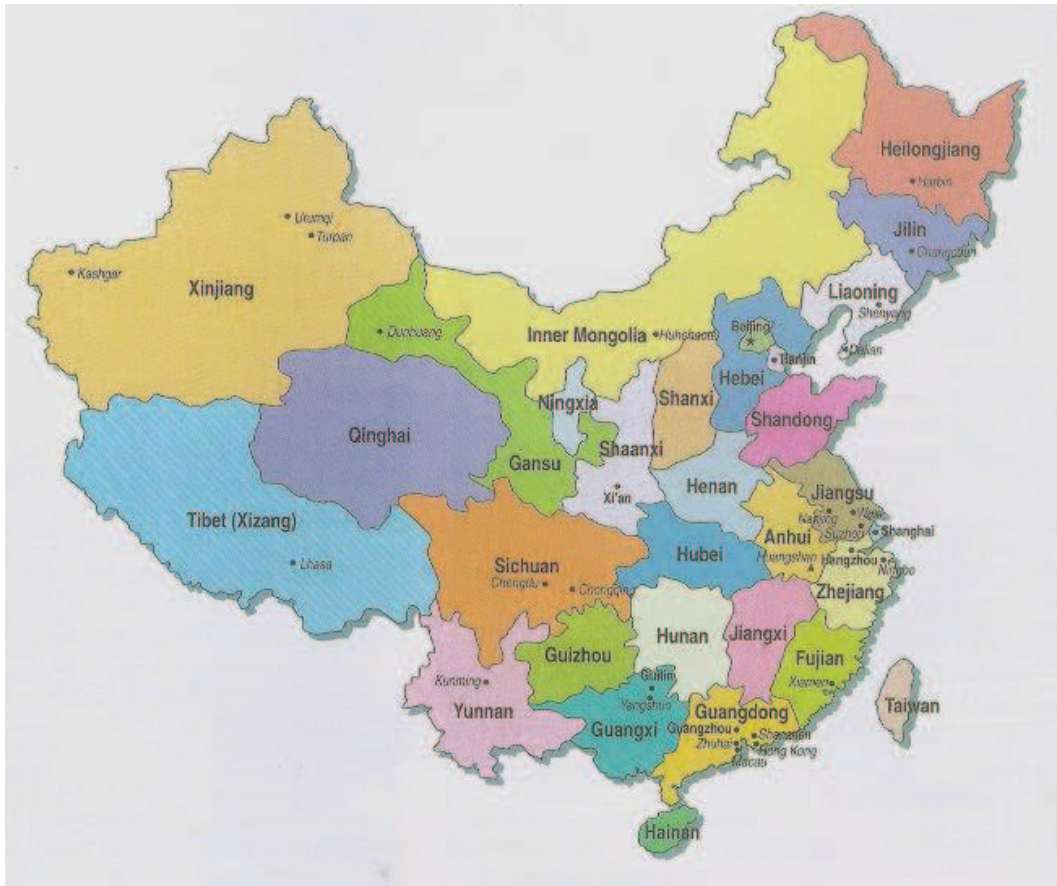 Heilongjiang
Harbin
Jilin
Changchun
Urumqi
Turpan
Kashgar
Xinjiang
Liaoning
Shenyang
Dunhuang
Inner Mongolia
Beijing
Dalian
Tianjin
Hebei
Ningxia
Shanxi
Shandong
Qinghai
Shaanxi
Gansu
Xi'an
Henan
Jiangsu
Nanjing
Suzhou
Shanghai
Tibet (Xizang)
Anhui
Hubei
Huangshan
Hangzhou
Ningbo
Lhasa
Sichuan
Chengdu
Chongqing
Zhejiang
Hunan
Jiangxi
Guizhou
Fujian
Guilin
Xiamen
Kunming
Yangshuo
Yunnan
Guangxi
Guangdong
Taiwan
Guangzhou
Shenzhen
Zhuhai
Hong Kong
Macau
Hainan